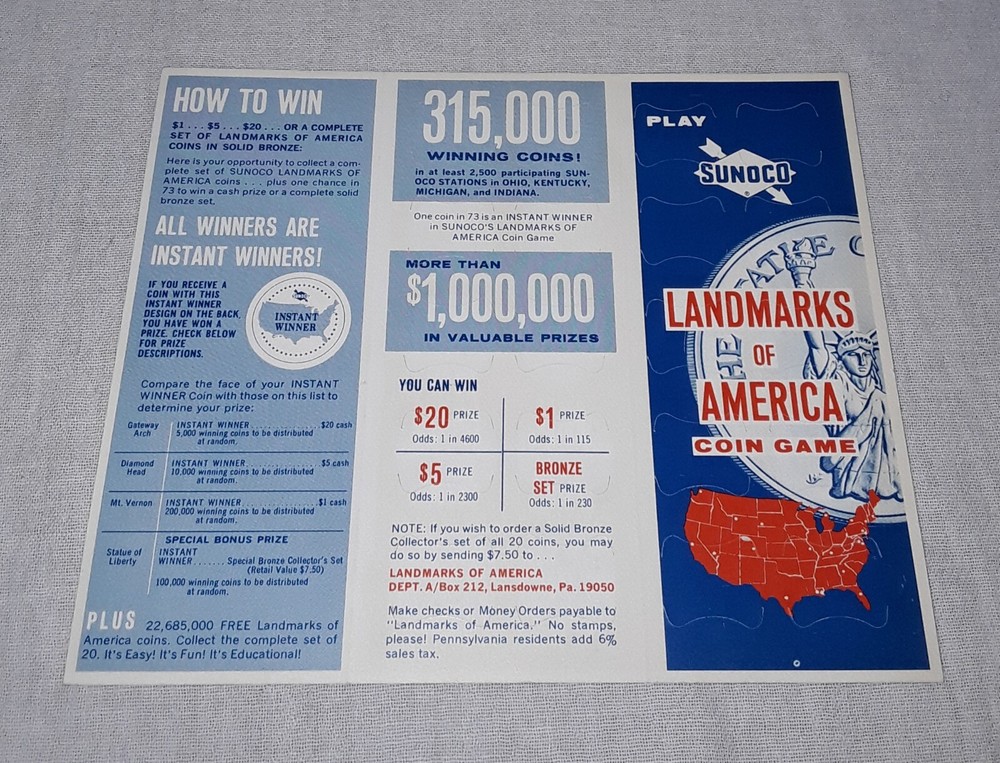 HOW TO WIN
$1 . . . $5 . . . $20 . . . OR A COMPLETE
SET OF LANDMARKS OF AMERICA
COINS IN SOLID BRONZE:
Here is your opportunity to collect a com-
plete set of SUNOCO LANDMARKS OF
AMERICA coins . . . plus one chance in
73 to win a cash prize or a complete solid
bronze set.
ALL WINNERS ARE
INSTANT WINNERS!
IF YOU RECEIVE A
COIN WITH THIS
INSTANT WINNER
DESIGN ON THE BACK,
YOU HAVE WON A
PRIZE. CHECK BELOW
FOR PRIZE
DESCRIPTIONS.
SUNOCO
INSTANT
WINNER
Compare the face of your INSTANT
WINNER Coin with those on this list to
determine your prize:
Gateway
Arch
INSTANT WINNER . . . . . . . . . . . . $20 cash
5,000 winning coins to be distributed
at random.
Diamond
Head
INSTANT WINNER . . . . . . . . . . . . $5 cash
10,000 winning coins to be distributed
at random.
Mt. Vernon
INSTANT WINNER . . . . . . . . . . . . $1 cash
200,000 winning coins to be distributed
at random.
SPECIAL BONUS PRIZE
Statue of
Liberty
INSTANT
WINNER . . . . . . Special Bronze Collector's Set
(Retail Value $7.50)
100,000 winning coins to be distributed
at random.
PLUS 22,685,000 FREE Landmarks of
America coins. Collect the complete set of
20. It's Easy! It's Fun! It's Educational!
315,000
WINNING COINS!
in at least 2,500 participating SUN-
OCO STATIONS in OHIO, KENTUCKY,
MICHIGAN, and INDIANA.
One coin in 73 is an INSTANT WINNER
in SUNOCO'S LANDMARKS OF
AMERICA Coin Game
MORE THAN
$1,000,000
IN VALUABLE PRIZES
YOU CAN WIN
$20 PRIZE
Odds: 1 in 4600
$1 PRIZE
Odds: 1 in 115
$5 PRIZE
Odds: 1 in 2300
BRONZE
SET PRIZE
Odds: 1 in 230
NOTE: If you wish to order a Solid Bronze
Collector's set of all 20 coins, you may
do so by sending $7.50 to . . .
LANDMARKS OF AMERICA
DEPT. A/Box 212, Lansdowne, Pa. 19050
Make checks or Money Orders payable to
"Landmarks of America." No stamps,
please! Pennsylvania residents add 6%
sales tax.
PLAY
SUNOCO
LANDMARKS
OF
AMERICA
COIN GAME